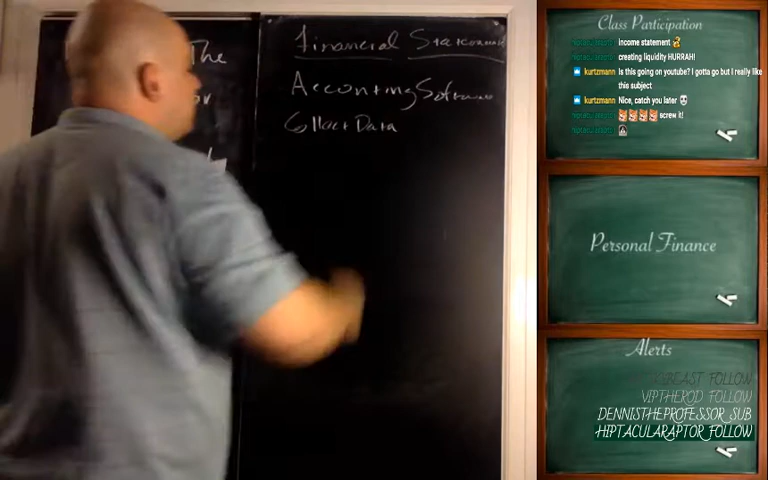 The
or
Financial Statements
Accounting Software
Collect Data
Class Participation
income statement
creating liquidity HURRAH!
kurtzmann Is this going on youtube? I gotta go but I really like
this subject
kurtzmann Nice, catch you later
screw it!
Personal Finance
Alerts
FOLLOW
VIPTHEROD FOLLOW
DENNISTHEPROFESSOR SUB
HIPTACULARAPTOR FOLLOW